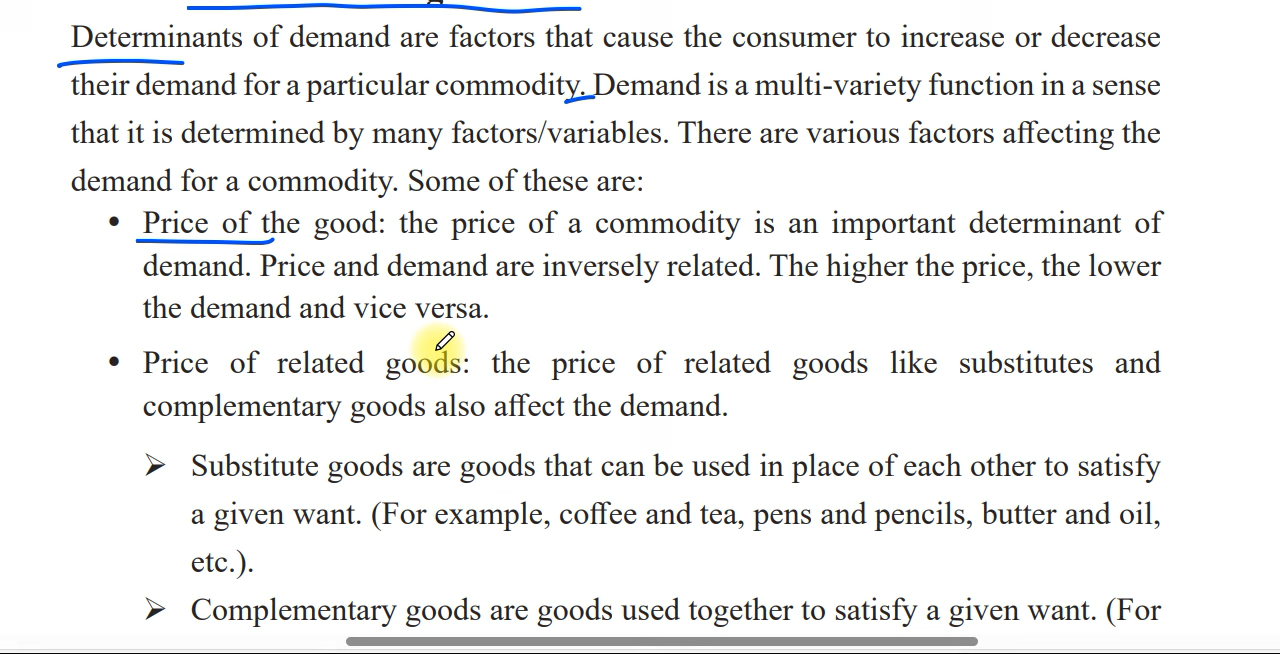 Determinants of demand are factors that cause the consumer to increase or decrease
their demand for a particular commodity. Demand is a multi-variety function in a sense
that it is determined by many factors/variables. There are various factors affecting the
demand for a commodity. Some of these are:
• Price of the good: the price of a commodity is an important determinant of
demand. Price and demand are inversely related. The higher the price, the lower
the demand and vice versa.
• Price of related goods: the price of related goods like substitutes and
complementary goods also affect the demand.
➢ Substitute goods are goods that can be used in place of each other to satisfy
a given want. (For example, coffee and tea, pens and pencils, butter and oil,
etc.).
➢ Complementary goods are goods used together to satisfy a given want. (For